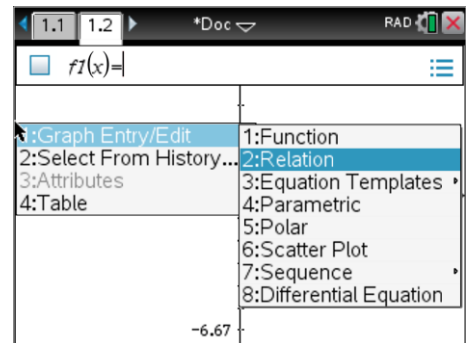 1.1 1.2 *Doc RAD
f1(x)=
1:Graph Entry/Edit
2:Select From History...
3:Attributes
4:Table
1:Function
2:Relation
3:Equation Templates
4:Parametric
5:Polar
6:Scatter Plot
7:Sequence
8:Differential Equation
-6.67